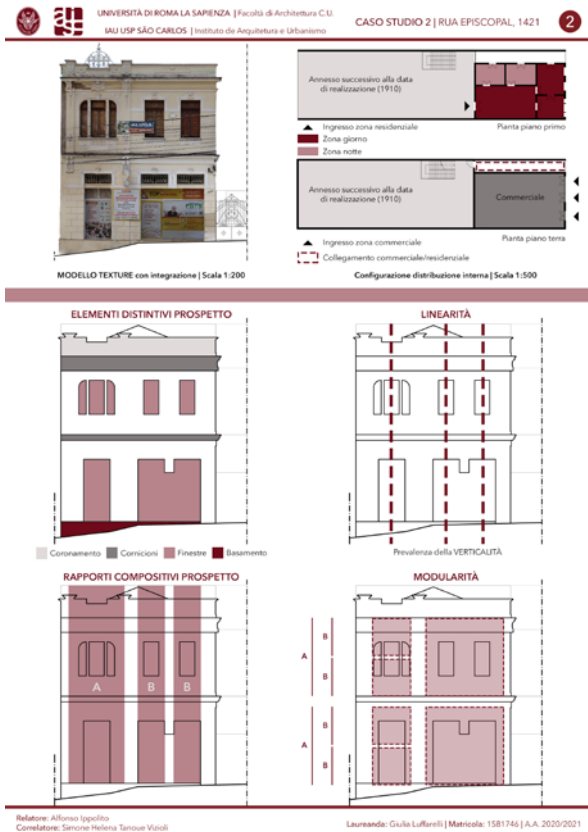 UNIVERSITÀ DI ROMA LA SAPIENZA | Facoltà di Architettura C.U.
IAU USP SÃO CARLOS | Instituto de Arquitetura e Urbanismo
CASO STUDIO 2 | RUA EPISCOPAL, 1421
2
Annesso successivo alla data
di realizzazione (1910)
Ingresso zona residenziale
Pianta piano primo
Zona giorno
Zona notte
Annesso successivo alla data
di realizzazione (1910)
Commerciale
Ingresso zona commerciale
Pianta piano terra
Collegamento commerciale/residenziale
MODELLO TEXTURE con integrazione | Scala 1:200
Configurazione distribuzione interna | Scala 1:500
ELEMENTI DISTINTIVI PROSPETTO
LINEARITÀ
Coronamento
Cornicioni
Finestre
Basamento
Prevalenza della VERTICALITÀ
RAPPORTI COMPOSITIVI PROSPETTO
MODULARITÀ
A
B
B
A
B
B
A
B
B
Relatore: Alfonso Ippolito
Correlatore: Simone Helena Tanoue Vizioli
Laureanda: Giulia Luffarelli | Matricola: 1581746 | A.A. 2020/2021